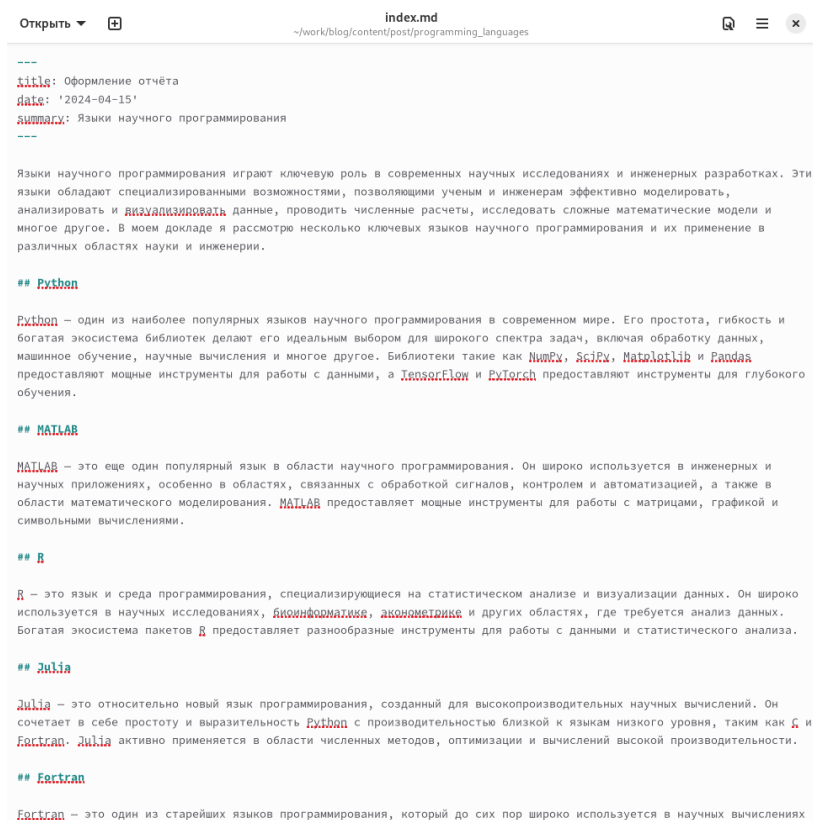 Открыть
index.md
~/work/blog/content/post/programming_languages
---
title: Оформление отчёта
date: '2024-04-15'
summary: Языки научного программирования
---
Языки научного программирования играют ключевую роль в современных научных исследованиях и инженерных разработках. Эти
языки обладают специализированными возможностями, позволяющими ученым и инженерам эффективно моделировать,
анализировать и визуализировать данные, проводить численные расчеты, исследовать сложные математические модели и
многое другое. В моем докладе я рассмотрю несколько ключевых языков научного программирования и их применение в
различных областях науки и инженерии.
## Python
Python — один из наиболее популярных языков научного программирования в современном мире. Его простота, гибкость и
богатая экосистема библиотек делают его идеальным выбором для широкого спектра задач, включая обработку данных,
машинное обучение, научные вычисления и многое другое. Библиотеки такие как NumPy, SciPy, Matplotlib и Pandas
предоставляют мощные инструменты для работы с данными, а TensorFlow и PyTorch предоставляют инструменты для глубокого
обучения.
## MATLAB
MATLAB — это еще один популярный язык в области научного программирования. Он широко используется в инженерных и
научных приложениях, особенно в областях, связанных с обработкой сигналов, контролем и автоматизацией, а также в
области математического моделирования. MATLAB предоставляет мощные инструменты для работы с матрицами, графикой и
символьными вычислениями.
## R
R — это язык и среда программирования, специализирующиеся на статистическом анализе и визуализации данных. Он широко
используется в научных исследованиях, биоинформатике, эконометрике и других областях, где требуется анализ данных.
Богатая экосистема пакетов R предоставляет разнообразные инструменты для работы с данными и статистического анализа.
## Julia
Julia — это относительно новый язык программирования, созданный для высокопроизводительных научных вычислений. Он
сочетает в себе простоту и выразительность Python с производительностью близкой к языкам низкого уровня, таким как C и
Fortran. Julia активно применяется в области численных методов, оптимизации и вычислений высокой производительности.
## Fortran
Fortran — это один из старейших языков программирования, который до сих пор широко используется в научных вычислениях